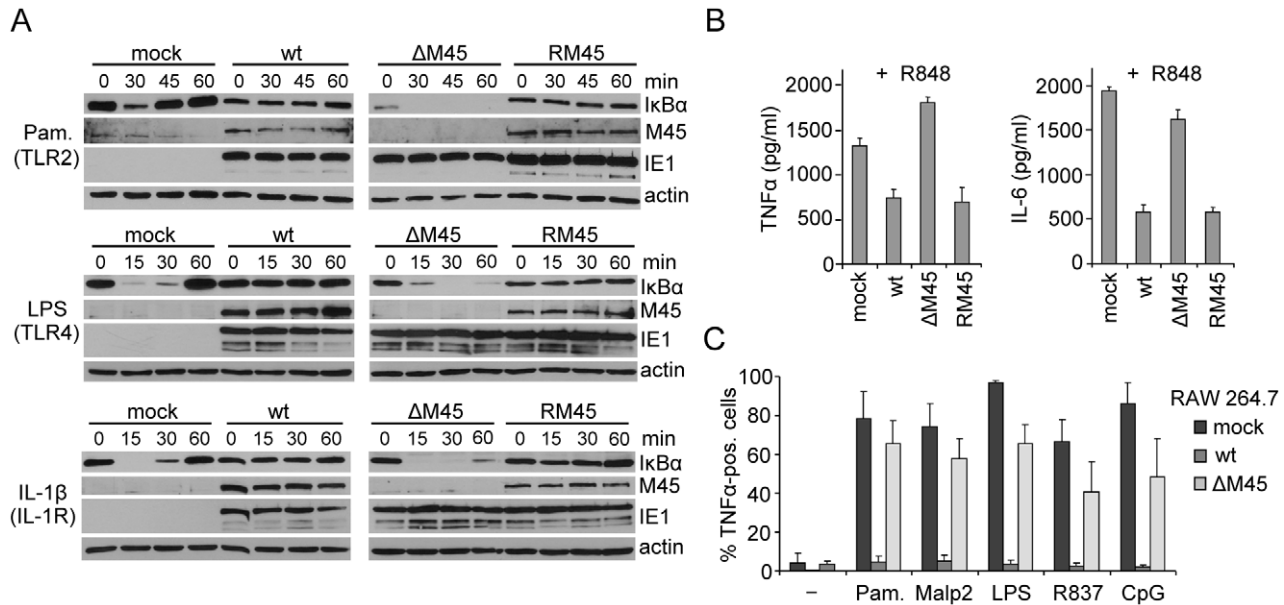 A
mock wt ΔM45 RM45
0 30 45 60 0 30 45 60 0 30 45 60 0 30 45 60 min
IκBα
Pam.
(TLR2)
M45
IE1
actin
mock wt ΔM45 RM45
0 15 30 60 0 15 30 60 0 15 30 60 0 15 30 60 min
IκBα
LPS
(TLR4)
M45
IE1
actin
mock wt ΔM45 RM45
0 15 30 60 0 15 30 60 0 15 30 60 0 15 30 60 min
IκBα
IL-1β
(IL-1R)
M45
IE1
actin
B
+ R848
TNFα (pg/ml)
2000
1500
1000
500
0
mock
wt
ΔM45
RM45
+ R848
IL-6 (pg/ml)
2000
1500
1000
500
0
mock
wt
ΔM45
RM45
C
% TNFα-pos. cells
100
80
60
40
20
0
– Pam. Malp2 LPS R837 CpG
RAW 264.7
mock
wt
ΔM45